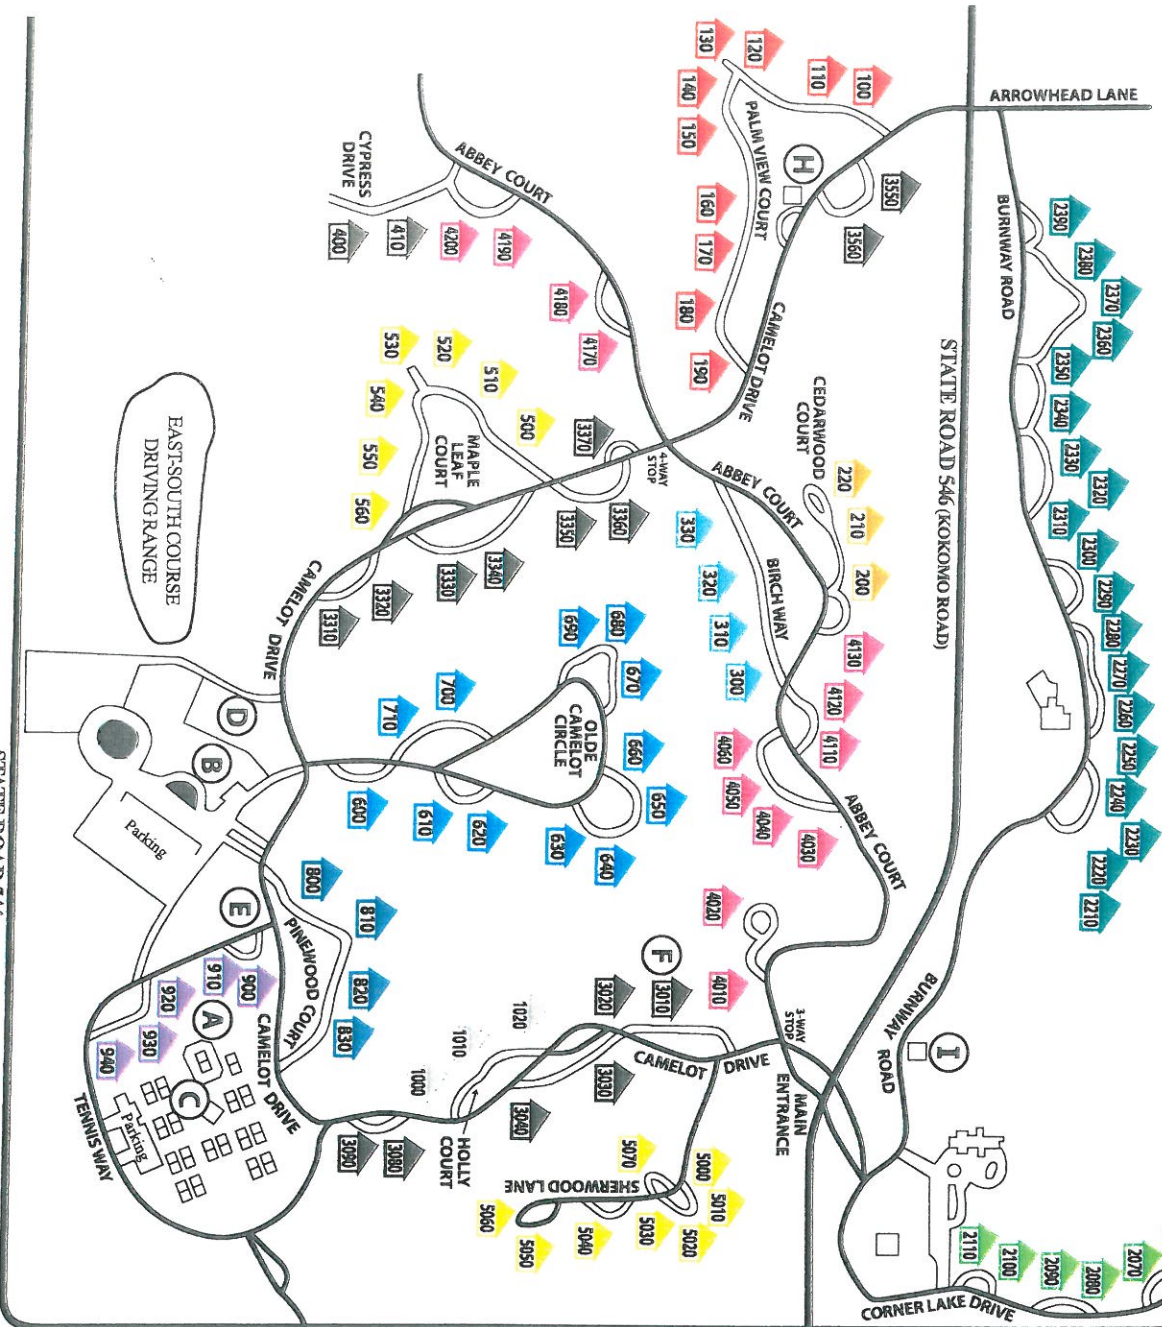 ARROWHEAD LANE
BURNWAY ROAD
2390
2380
2370
2360
2350
2340
2330
2320
2310
2300
2290
2280
2270
2260
2250
2240
2230
2220
2210
BURNWAY
ROAD
I
2110
2100
2090
2080
2070
CORNER LAKE DRIVE
STATE ROAD 546 (KOKOMO ROAD)
130
120
110
100
140
150
160
170
180
190
PALM VIEW COURT
H
3550
3560
CAMELOT DRIVE
CEDARWOOD
COURT
220
210
200
4-WAY
STOP
ABBEY COURT
BIRCH WAY
330
320
310
300
4130
4120
4110
4060
4050
4040
4030
4020
4010
ABBEY COURT
3-WAY
STOP
MAIN
ENTRANCE
CYPRESS
DRIVE
ABBEY COURT
400
410
4200
4190
4180
4170
530
520
510
500
540
550
560
MAPLE
LEAF
COURT
3370
3360
3350
3340
3330
3320
3310
CAMELOT DRIVE
EAST-SOUTH COURSE
DRIVING RANGE
690
680
670
660
650
640
630
620
610
600
700
710
OLDE
CAMELOT
CIRCLE
D
B
Parking
E
800
810
820
830
PINEWOOD COURT
F
3010
3020
CAMELOT DRIVE
3030
3040
1020
1010
1000
HOLLY
COURT
3080
3090
SHERWOOD LANE
5000
5010
5020
5030
5040
5050
5060
5070
900
910
920
930
940
A
C
CAMELOT DRIVE
Parking
TENNIS WAY